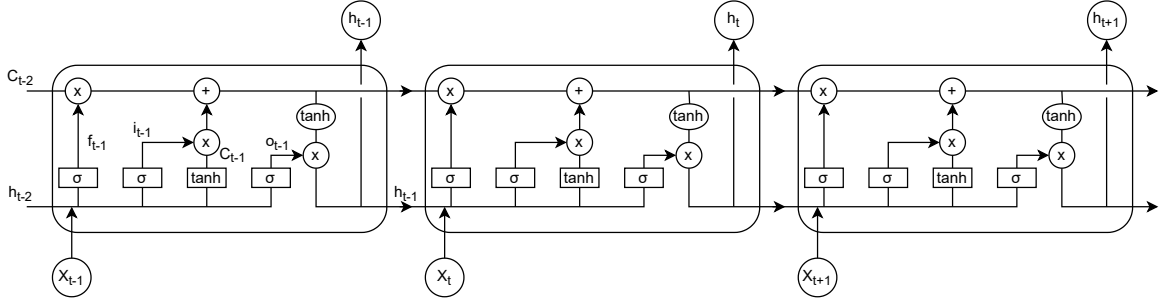 h_{t-1} h_t h_{t+1}
C_{t-2}
x + x + x +
tanh tanh tanh
i_{t-1}
f_{t-1} x o_{t-1} x x
C_{t-1} x x x
σ σ tanh σ σ σ tanh σ σ σ tanh σ
h_{t-2} h_{t-1}
X_{t-1} X_t X_{t+1}